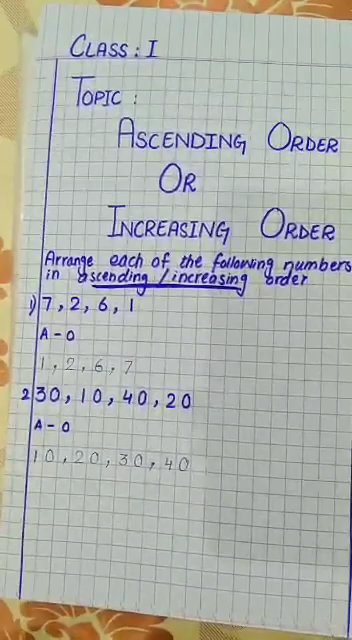 CLASS: I
TOPIC :
ASCENDING ORDER
OR
INCREASING ORDER
Arrange each of the following numbers
in ascending / increasing order
1) 7, 2, 6, 1
A - O
1, 2, 6, 7
2 30, 10, 40, 20
A - O
10, 20, 30, 40